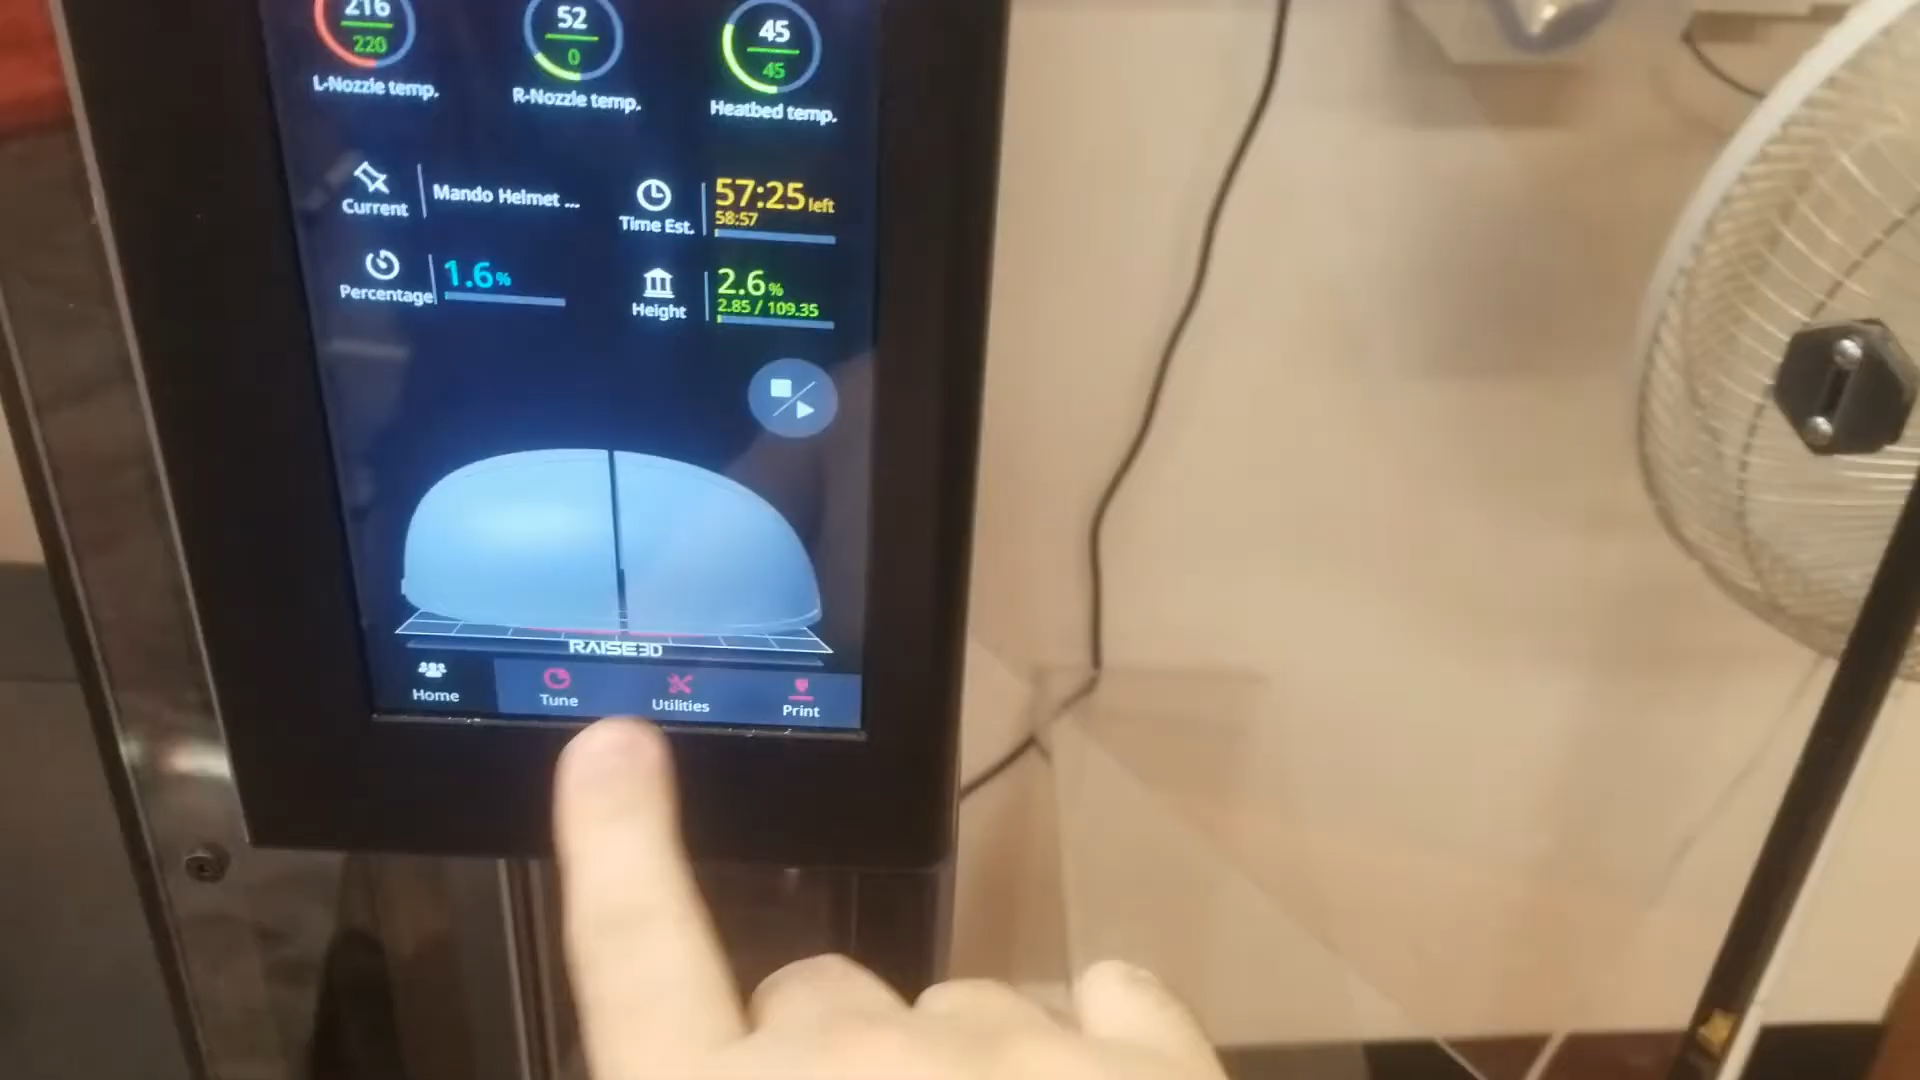 216
220
L-Nozzle temp.
52
0
R-Nozzle temp.
45
45
Heatbed temp.
Current
Mando Helmet ...
Time Est.
57:25 left
58:57
Percentage
1.6%
Height
2.6%
2.85 / 109.35
RAISE3D
Home
Tune
Utilities
Print